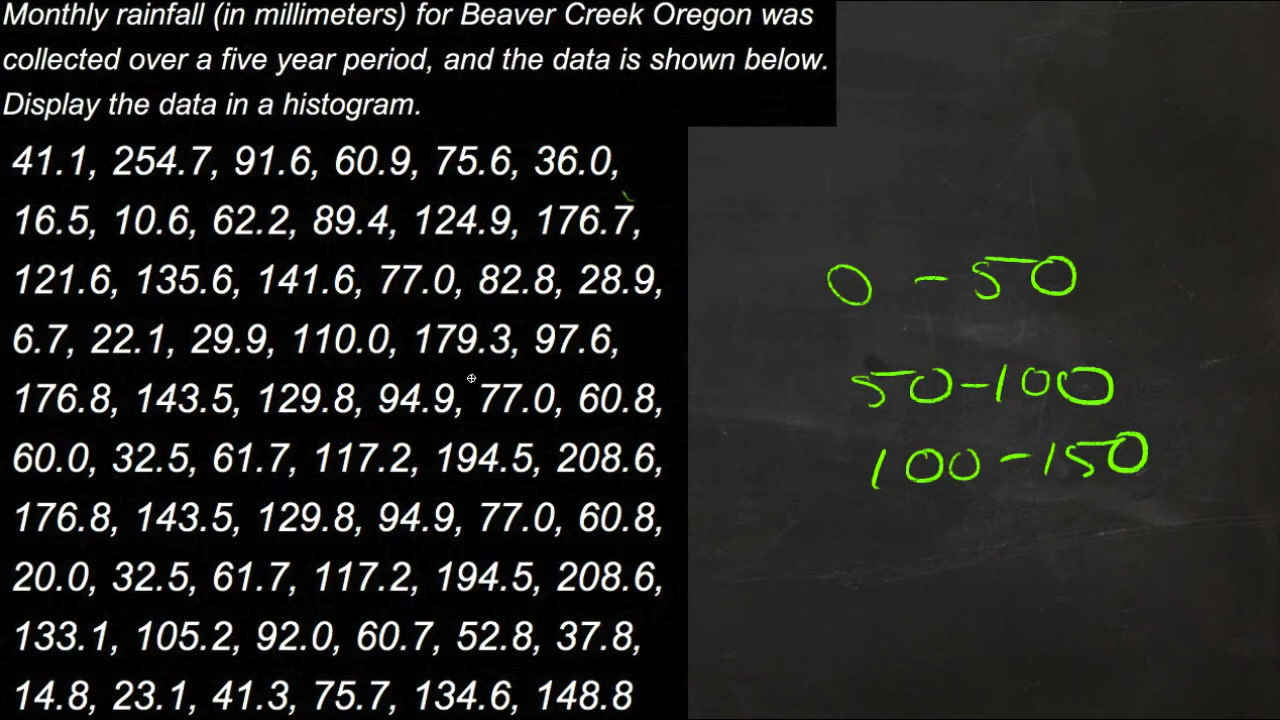 Monthly rainfall (in millimeters) for Beaver Creek Oregon was
collected over a five year period, and the data is shown below.
Display the data in a histogram.
41.1, 254.7, 91.6, 60.9, 75.6, 36.0,
16.5, 10.6, 62.2, 89.4, 124.9, 176.7,
121.6, 135.6, 141.6, 77.0, 82.8, 28.9,
6.7, 22.1, 29.9, 110.0, 179.3, 97.6,
176.8, 143.5, 129.8, 94.9, 77.0, 60.8,
60.0, 32.5, 61.7, 117.2, 194.5, 208.6,
176.8, 143.5, 129.8, 94.9, 77.0, 60.8,
20.0, 32.5, 61.7, 117.2, 194.5, 208.6,
133.1, 105.2, 92.0, 60.7, 52.8, 37.8,
14.8, 23.1, 41.3, 75.7, 134.6, 148.8
0 - 50
50-100
100-150